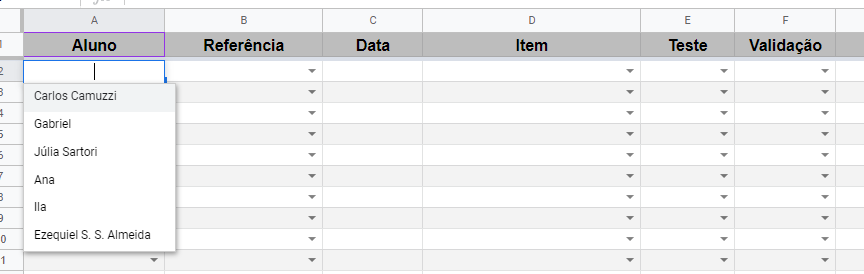 A B C D E F
1 Aluno Referência Data Item Teste Validação
2
3 Carlos Camuzzi
4 Gabriel
5 Júlia Sartori
6
7 Ana
8 Ila
9 Ezequiel S. S. Almeida
10
11